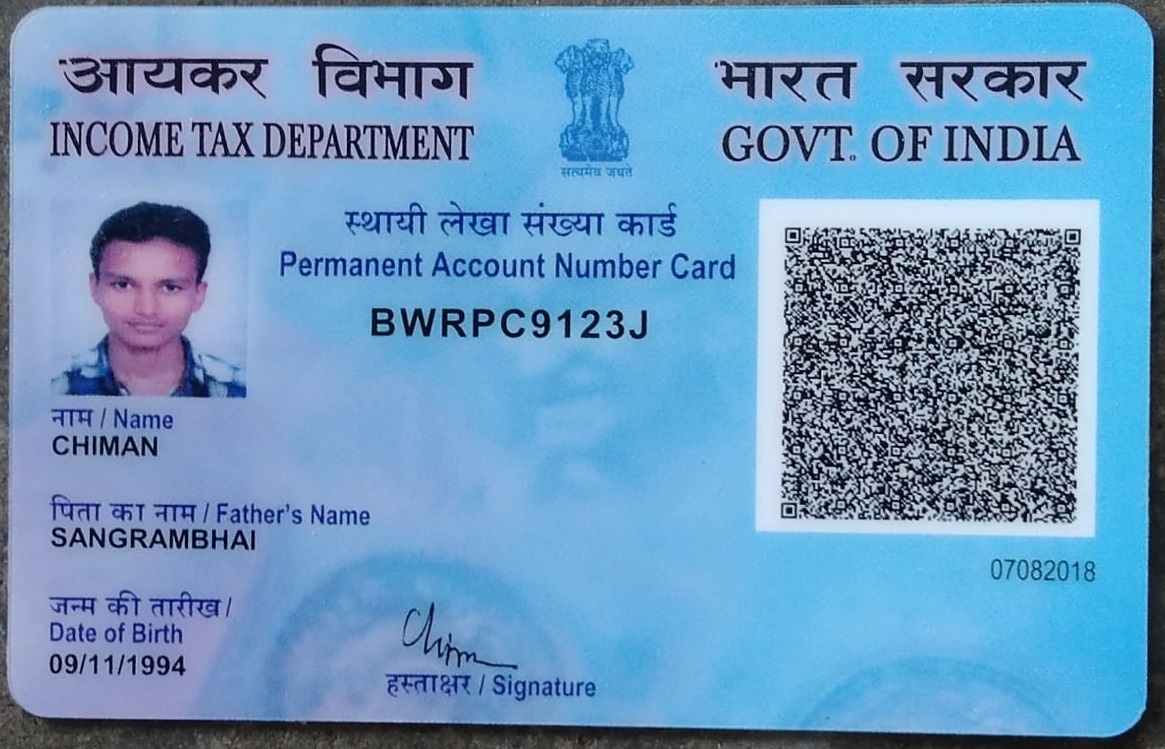 आयकर विभाग
INCOME TAX DEPARTMENT
सत्यमेव जयते
भारत सरकार
GOVT. OF INDIA
स्थायी लेखा संख्या कार्ड
Permanent Account Number Card
BWRPC9123J
नाम / Name
CHIMAN
पिता का नाम / Father's Name
SANGRAMBHAI
जन्म की तारीख /
Date of Birth
09/11/1994
Chimn
हस्ताक्षर / Signature
07082018